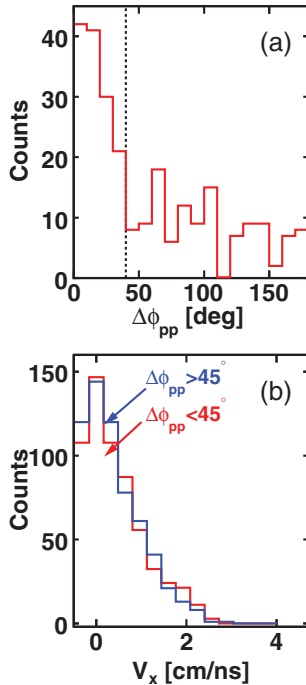 (a)
Counts
40
30
20
10
0
0 50 100 150
Δϕpp [deg]
(b)
Δϕpp>45°
Δϕpp<45°
Counts
150
100
50
0
0 2 4
Vx [cm/ns]